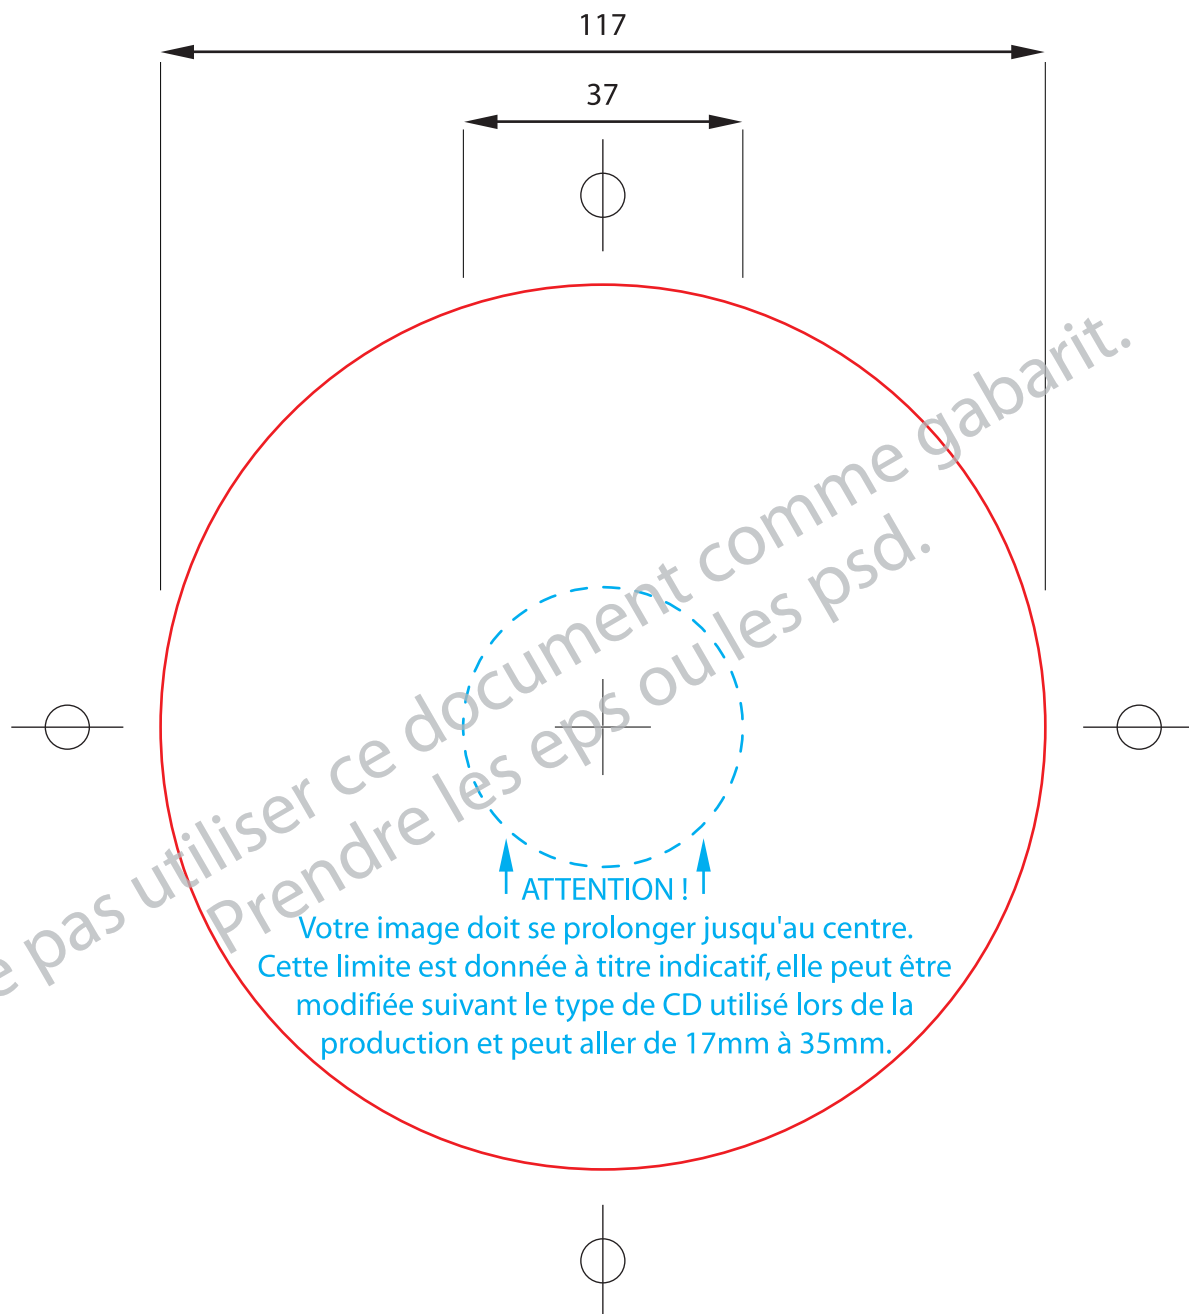 117
37
pas utiliser ce document comme gabarit.
Prendre les eps ou les psd.
ATTENTION !
Votre image doit se prolonger jusqu'au centre.
Cette limite est donnée à titre indicatif, elle peut être
modifiée suivant le type de CD utilisé lors de la
production et peut aller de 17mm à 35mm.